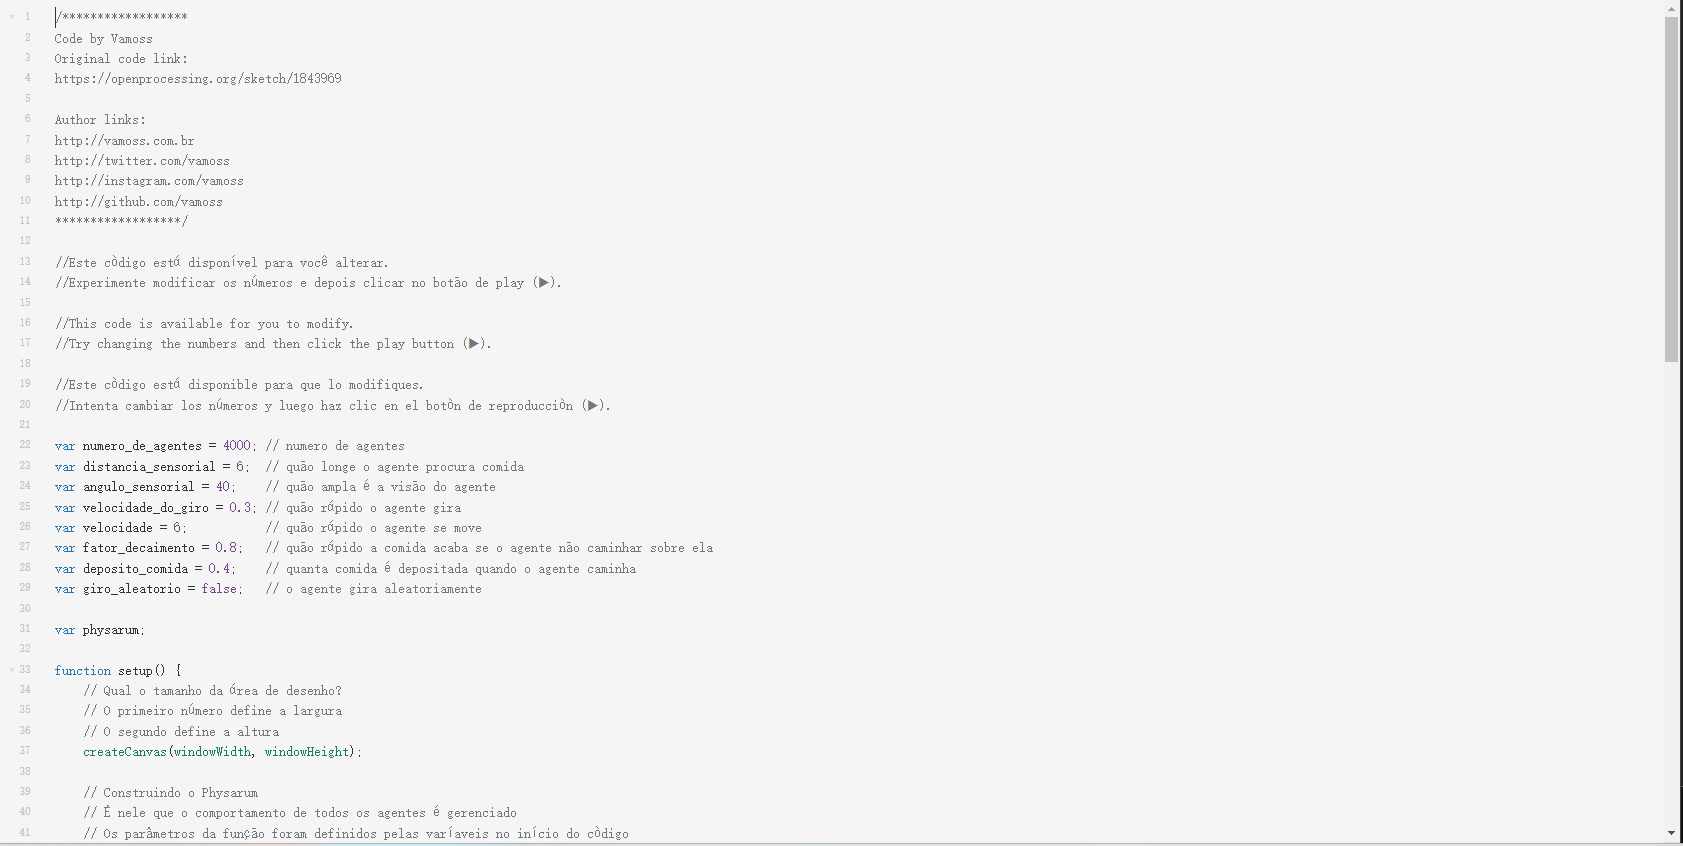 1 /******************
2 Code by Vamoss
3 Original code link:
4 https://openprocessing.org/sketch/1843969
5
6 Author links:
7 http://vamoss.com.br
8 http://twitter.com/vamoss
9 http://instagram.com/vamoss
10 http://github.com/vamoss
11 ******************/
12
13 //Este còdigo está disponível para você alterar.
14 //Experimente modificar os números e depois clicar no botão de play (▶).
15
16 //This code is available for you to modify.
17 //Try changing the numbers and then click the play button (▶).
18
19 //Este còdigo está disponible para que lo modifiques.
20 //Intenta cambiar los números y luego haz clic en el botòn de reproducciòn (▶).
21
22 var numero_de_agentes = 4000; // numero de agentes
23 var distancia_sensorial = 6;  // quão longe o agente procura comida
24 var angulo_sensorial = 40;    // quão ampla é a visão do agente
25 var velocidade_do_giro = 0.3; // quão rápido o agente gira
26 var velocidade = 6;           // quão rápido o agente se move
27 var fator_decaimento = 0.8;   // quão rápido a comida acaba se o agente não caminhar sobre ela
28 var deposito_comida = 0.4;    // quanta comida é depositada quando o agente caminha
29 var giro_aleatorio = false;   // o agente gira aleatoriamente
30
31 var physarum;
32
33 function setup() {
34     // Qual o tamanho da área de desenho?
35     // O primeiro número define a largura
36     // O segundo define a altura
37     createCanvas(windowWidth, windowHeight);
38
39     // Construindo o Physarum
40     // É nele que o comportamento de todos os agentes é gerenciado
41     // Os parâmetros da função foram definidos pelas varíaveis no início do còdigo